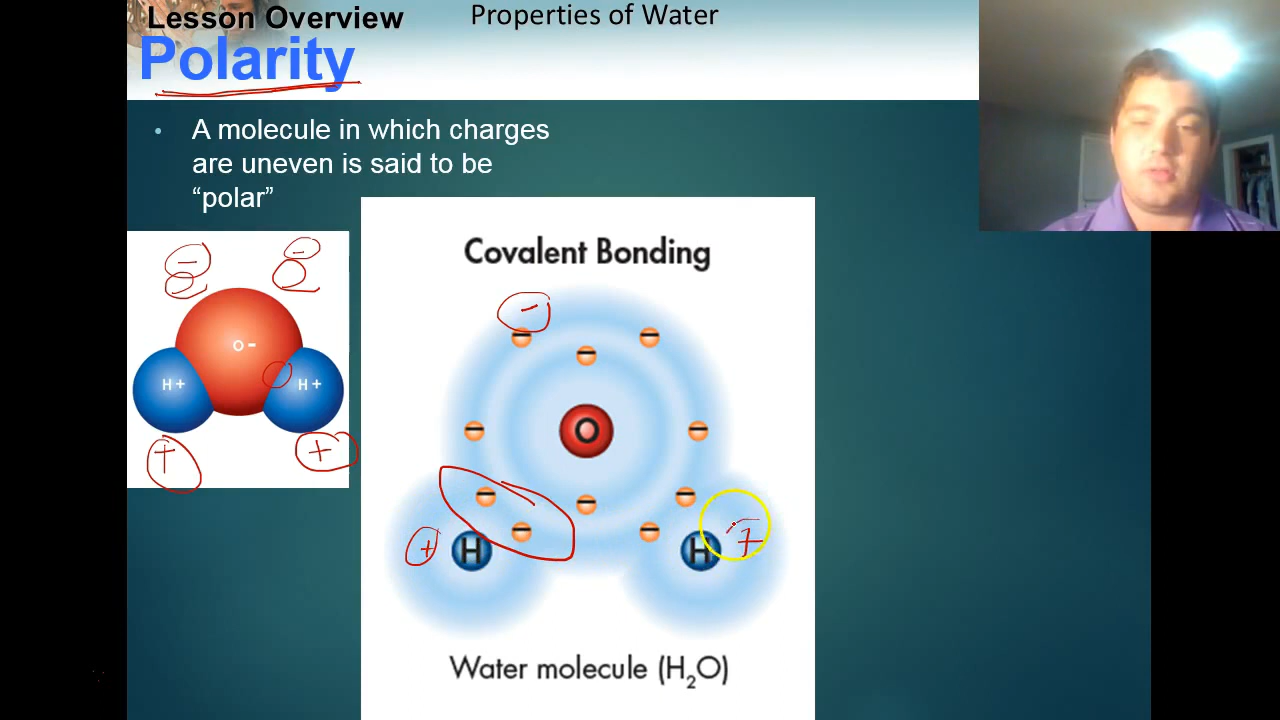 Lesson Overview
Properties of Water
Polarity
• A molecule in which charges
are uneven is said to be
“polar”
−
−
O -
H +
H +
+
+
Covalent Bonding
−
−
−
−
−
−
O
−
−
−
−
−
−
+
H
H
+
Water molecule (H₂O)